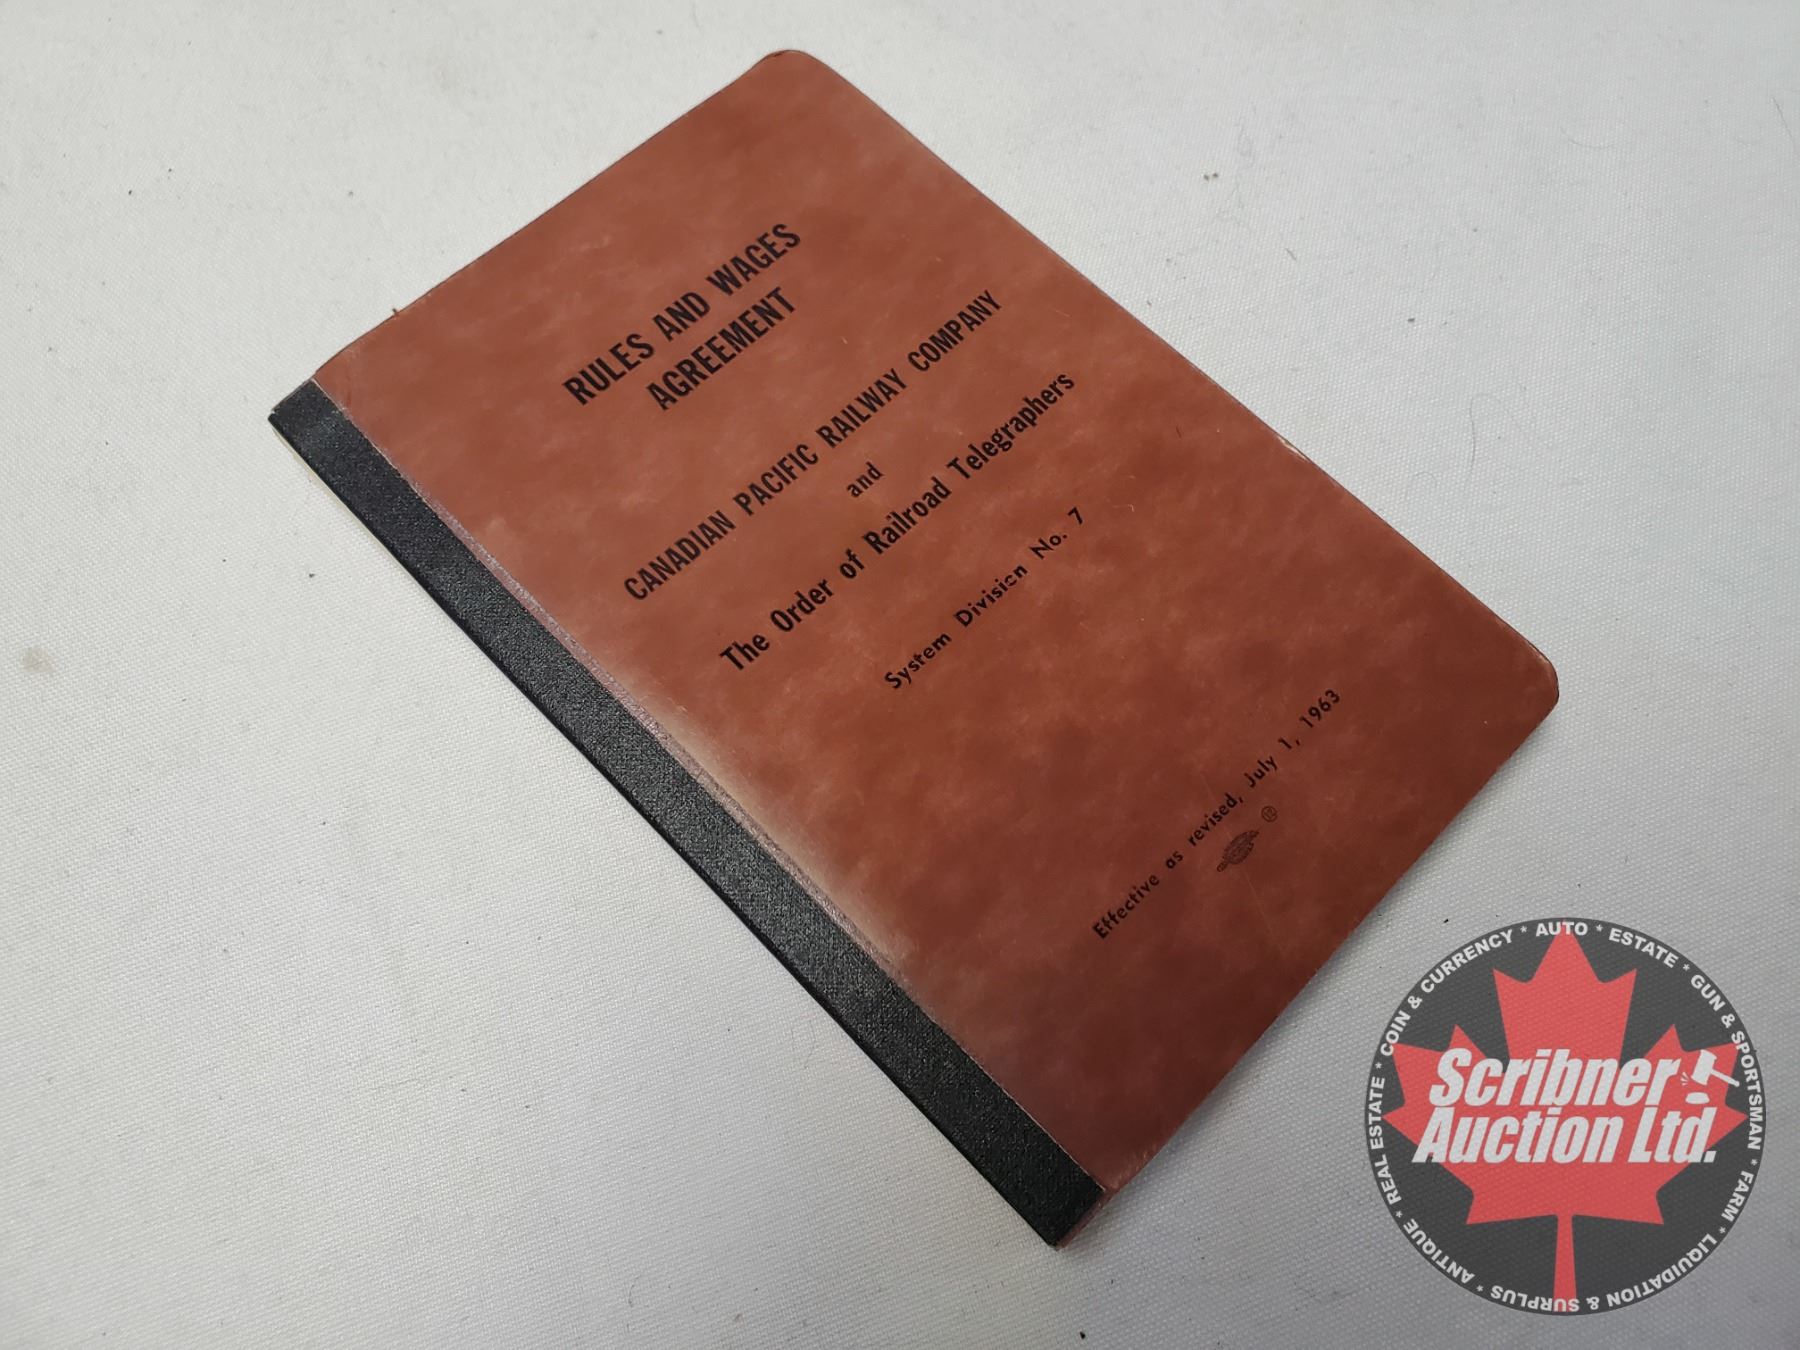 RULES AND WAGES
AGREEMENT
CANADIAN PACIFIC RAILWAY COMPANY
and
The Order of Railroad Telegraphers
System Division No. 7
Effective as revised, July 1, 1963
Scribner
Auction Ltd.
* COIN & CURRENCY * AUTO * ESTATE * GUN & SPORTSMAN * FARM * LIQUIDATION & SURPLUS * ANTIQUE * REAL ESTATE